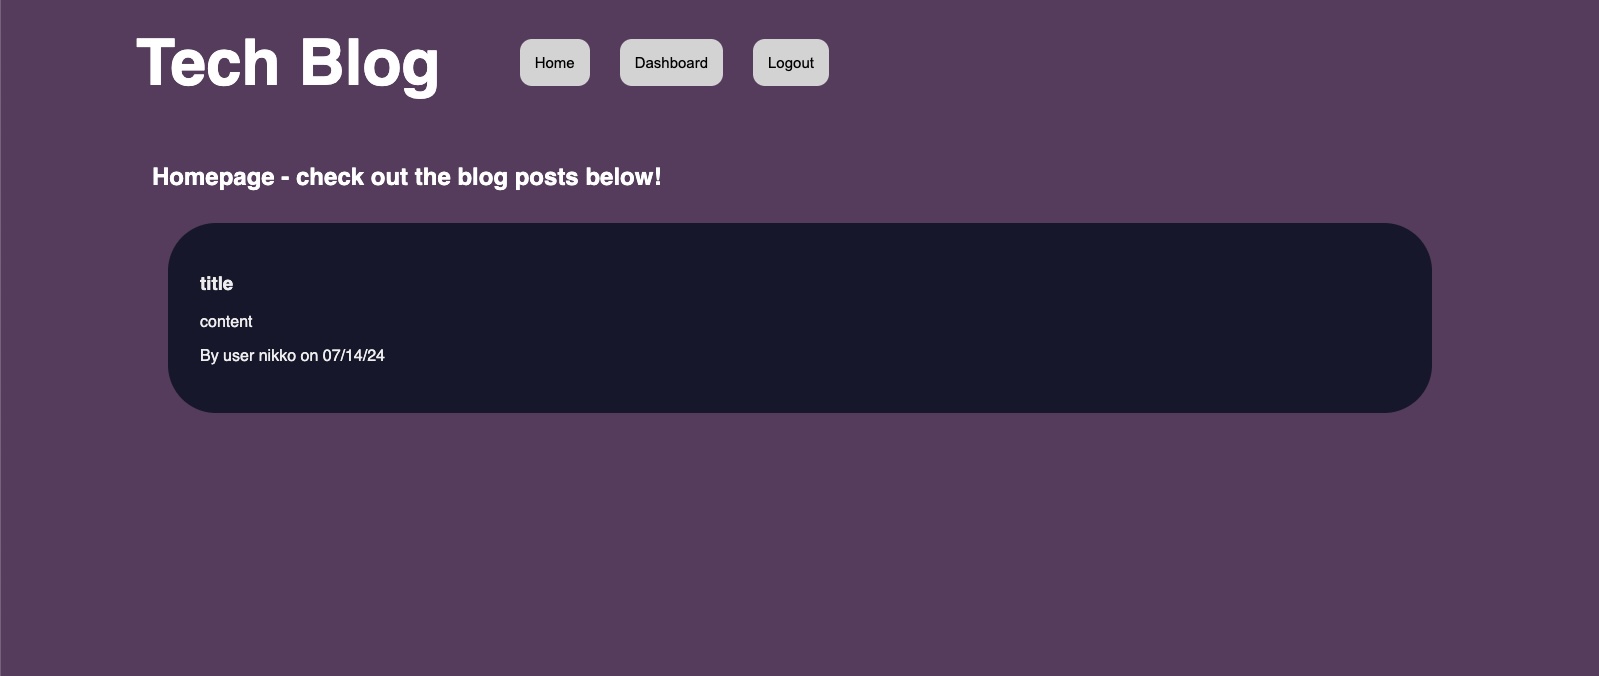 Tech Blog
Home
Dashboard
Logout
Homepage - check out the blog posts below!
title
content
By user nikko on 07/14/24